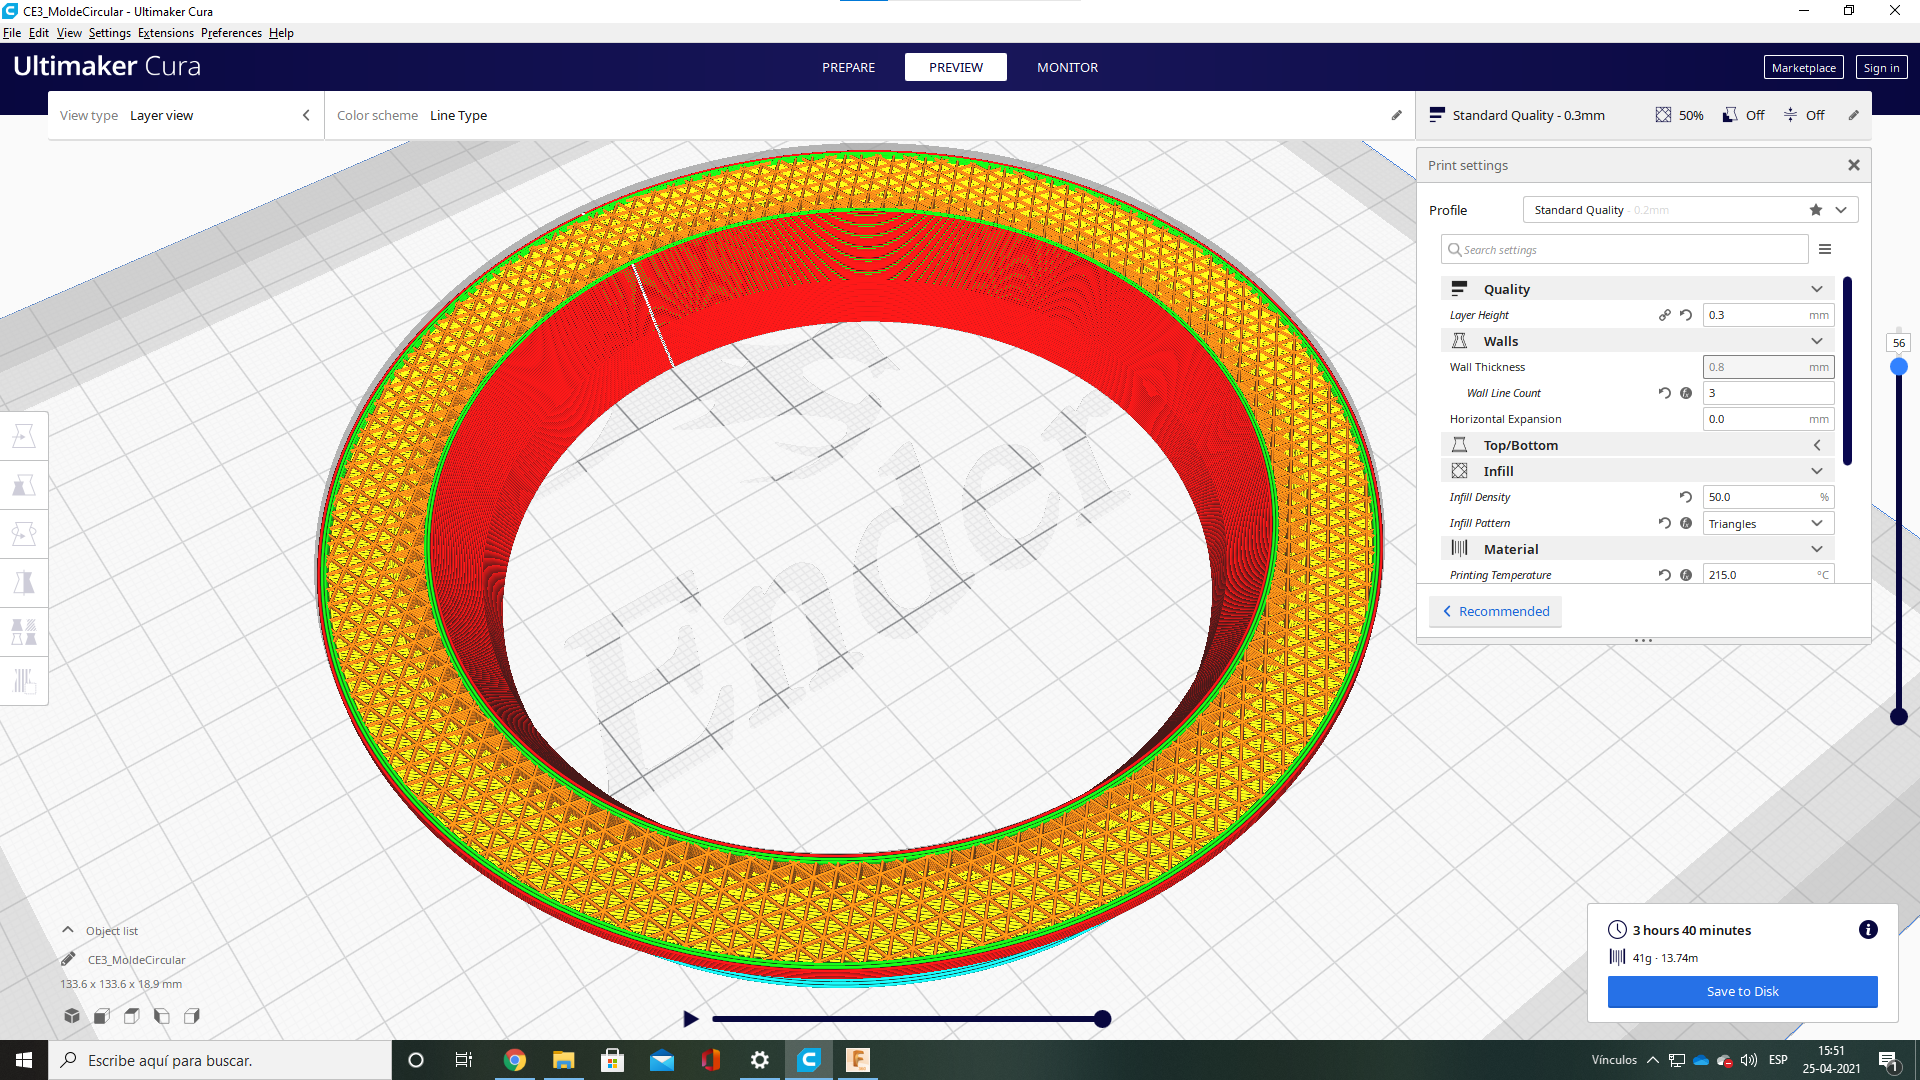 CE3_MoldeCircular - Ultimaker Cura
File Edit View Settings Extensions Preferences Help
Ultimaker Cura
PREPARE PREVIEW MONITOR
Marketplace Sign in
View type Layer view
Color scheme Line Type
Standard Quality - 0.3mm 50% Off Off
Print settings
Profile Standard Quality - 0.2mm
Search settings
Quality
Layer Height 0.3 mm
Walls
Wall Thickness 0.8 mm
Wall Line Count 3
Horizontal Expansion 0.0 mm
Top/Bottom
Infill
Infill Density 50.0 %
Infill Pattern Triangles
Material
Printing Temperature 215.0 °C
Recommended
56
Ender
Object list
CE3_MoldeCircular
133.6 x 133.6 x 18.9 mm
3 hours 40 minutes
41g · 13.74m
Save to Disk
Escribe aquí para buscar.
Vínculos ESP
15:51
25-04-2021
1